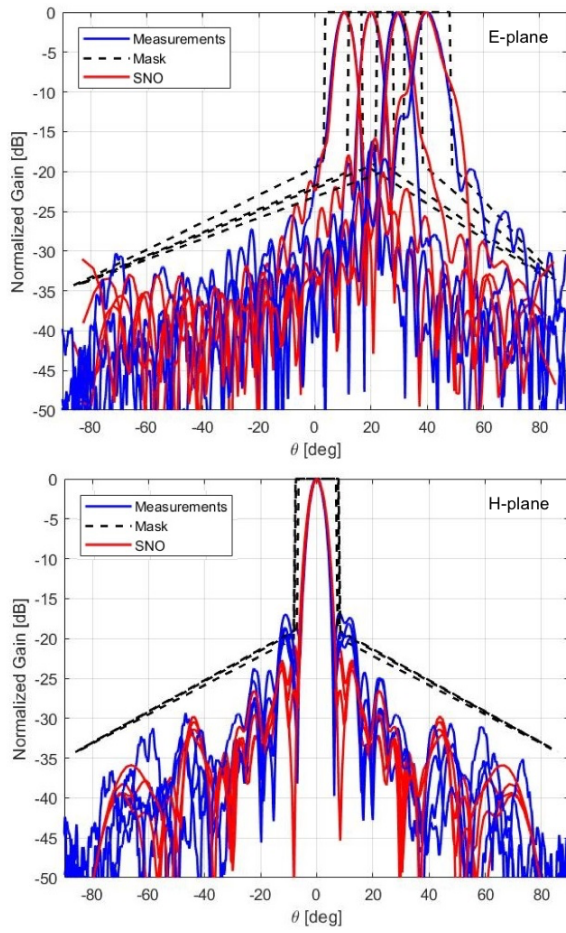 0
-5
-10
-15
-20
-25
-30
-35
-40
-45
-50
Normalized Gain [dB]
Measurements
Mask
SNO
E-plane
-80 -60 -40 -20 0 20 40 60 80
θ [deg]
0
-5
-10
-15
-20
-25
-30
-35
-40
-45
-50
Normalized Gain [dB]
Measurements
Mask
SNO
H-plane
-80 -60 -40 -20 0 20 40 60 80
θ [deg]